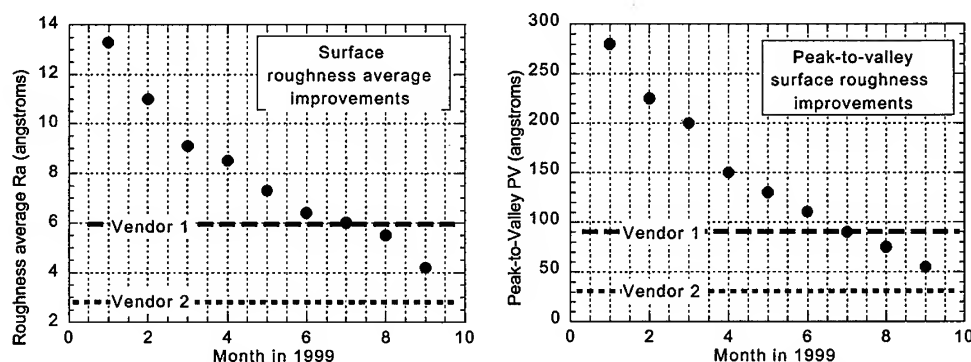 Roughness average Ra (angstroms)
14
12
10
8
6
4
2
Surface
roughness average
improvements
Vendor 1
Vendor 2
0 2 4 6 8 10
Month in 1999
Peak-to-Valley PV (angstroms)
300
250
200
150
100
50
0
Peak-to-valley
surface roughness
improvements
Vendor 1
Vendor 2
0 2 4 6 8 10
Month in 1999